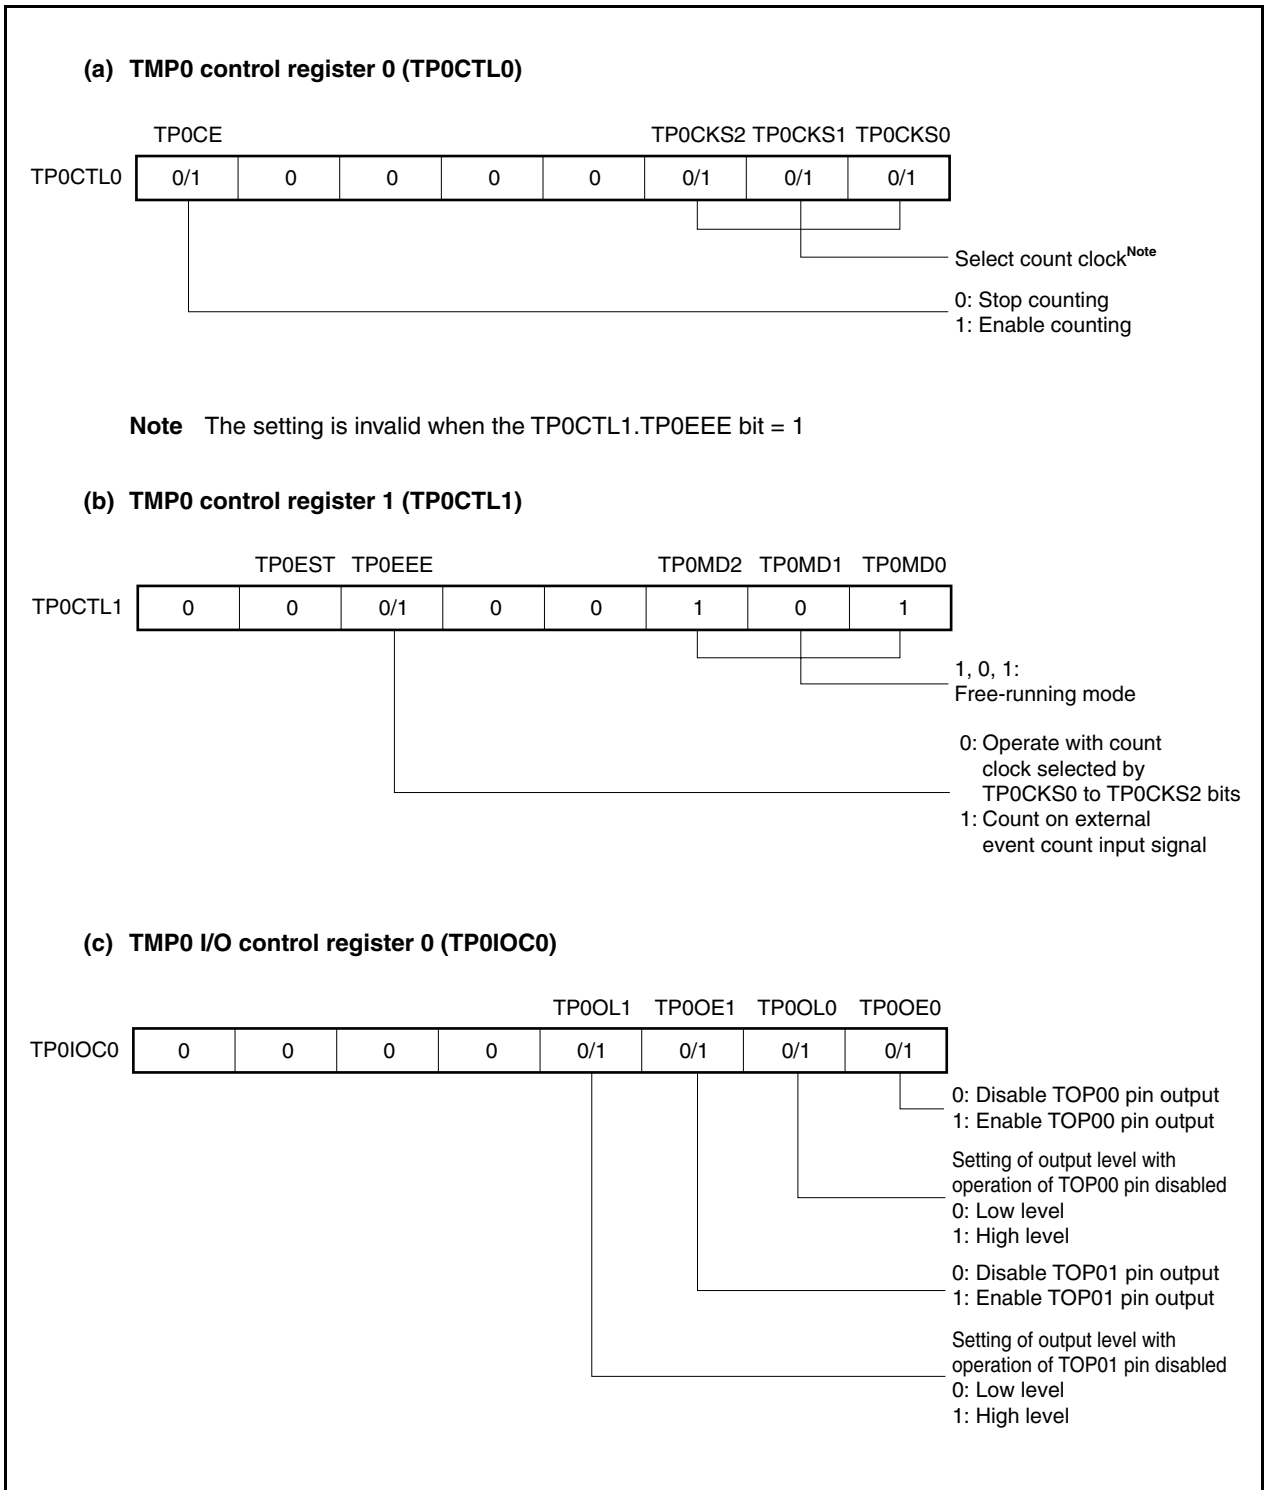 (a) TMP0 control register 0 (TP0CTL0)
TP0CE TP0CKS2 TP0CKS1 TP0CKS0
TP0CTL0 0/1 0 0 0 0 0/1 0/1 0/1
Select count clockNote
0: Stop counting
1: Enable counting
Note The setting is invalid when the TP0CTL1.TP0EEE bit = 1
(b) TMP0 control register 1 (TP0CTL1)
TP0EST TP0EEE TP0MD2 TP0MD1 TP0MD0
TP0CTL1 0 0 0/1 0 0 1 0 1
1, 0, 1:
Free-running mode
0: Operate with count
clock selected by
TP0CKS0 to TP0CKS2 bits
1: Count on external
event count input signal
(c) TMP0 I/O control register 0 (TP0IOC0)
TP0OL1 TP0OE1 TP0OL0 TP0OE0
TP0IOC0 0 0 0 0 0/1 0/1 0/1 0/1
0: Disable TOP00 pin output
1: Enable TOP00 pin output
Setting of output level with
operation of TOP00 pin disabled
0: Low level
1: High level
0: Disable TOP01 pin output
1: Enable TOP01 pin output
Setting of output level with
operation of TOP01 pin disabled
0: Low level
1: High level